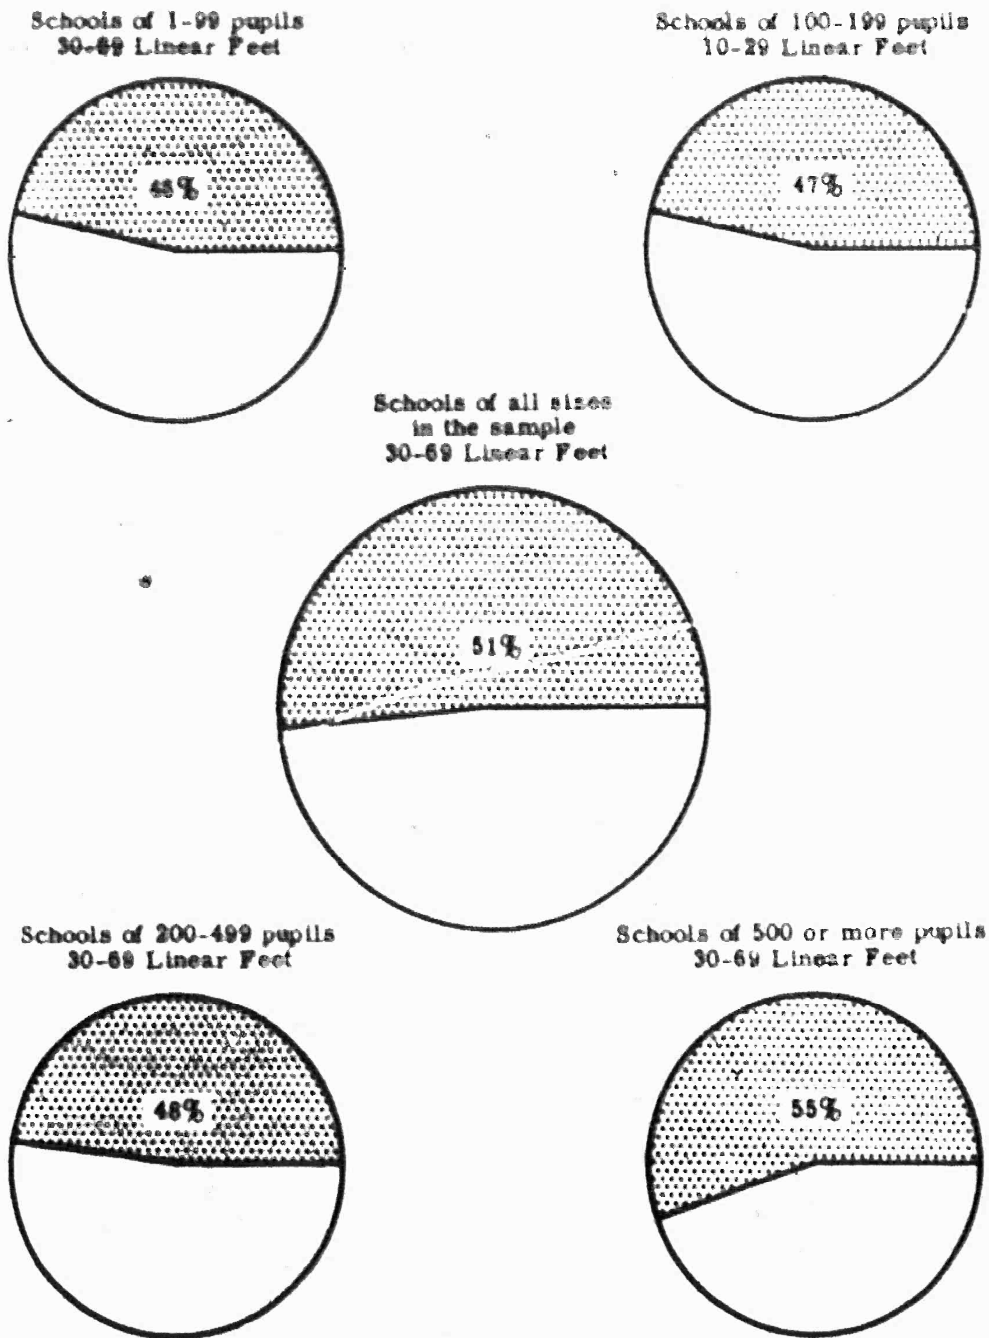 Schools of 1-99 pupils
30-69 Linear Feet
Schools of 100-199 pupils
10-29 Linear Feet
47%
Schools of all sizes
in the sample
30-69 Linear Feet
51%
Schools of 200-499 pupils
30-69 Linear Feet
48%
Schools of 500 or more pupils
30-69 Linear Feet
55%